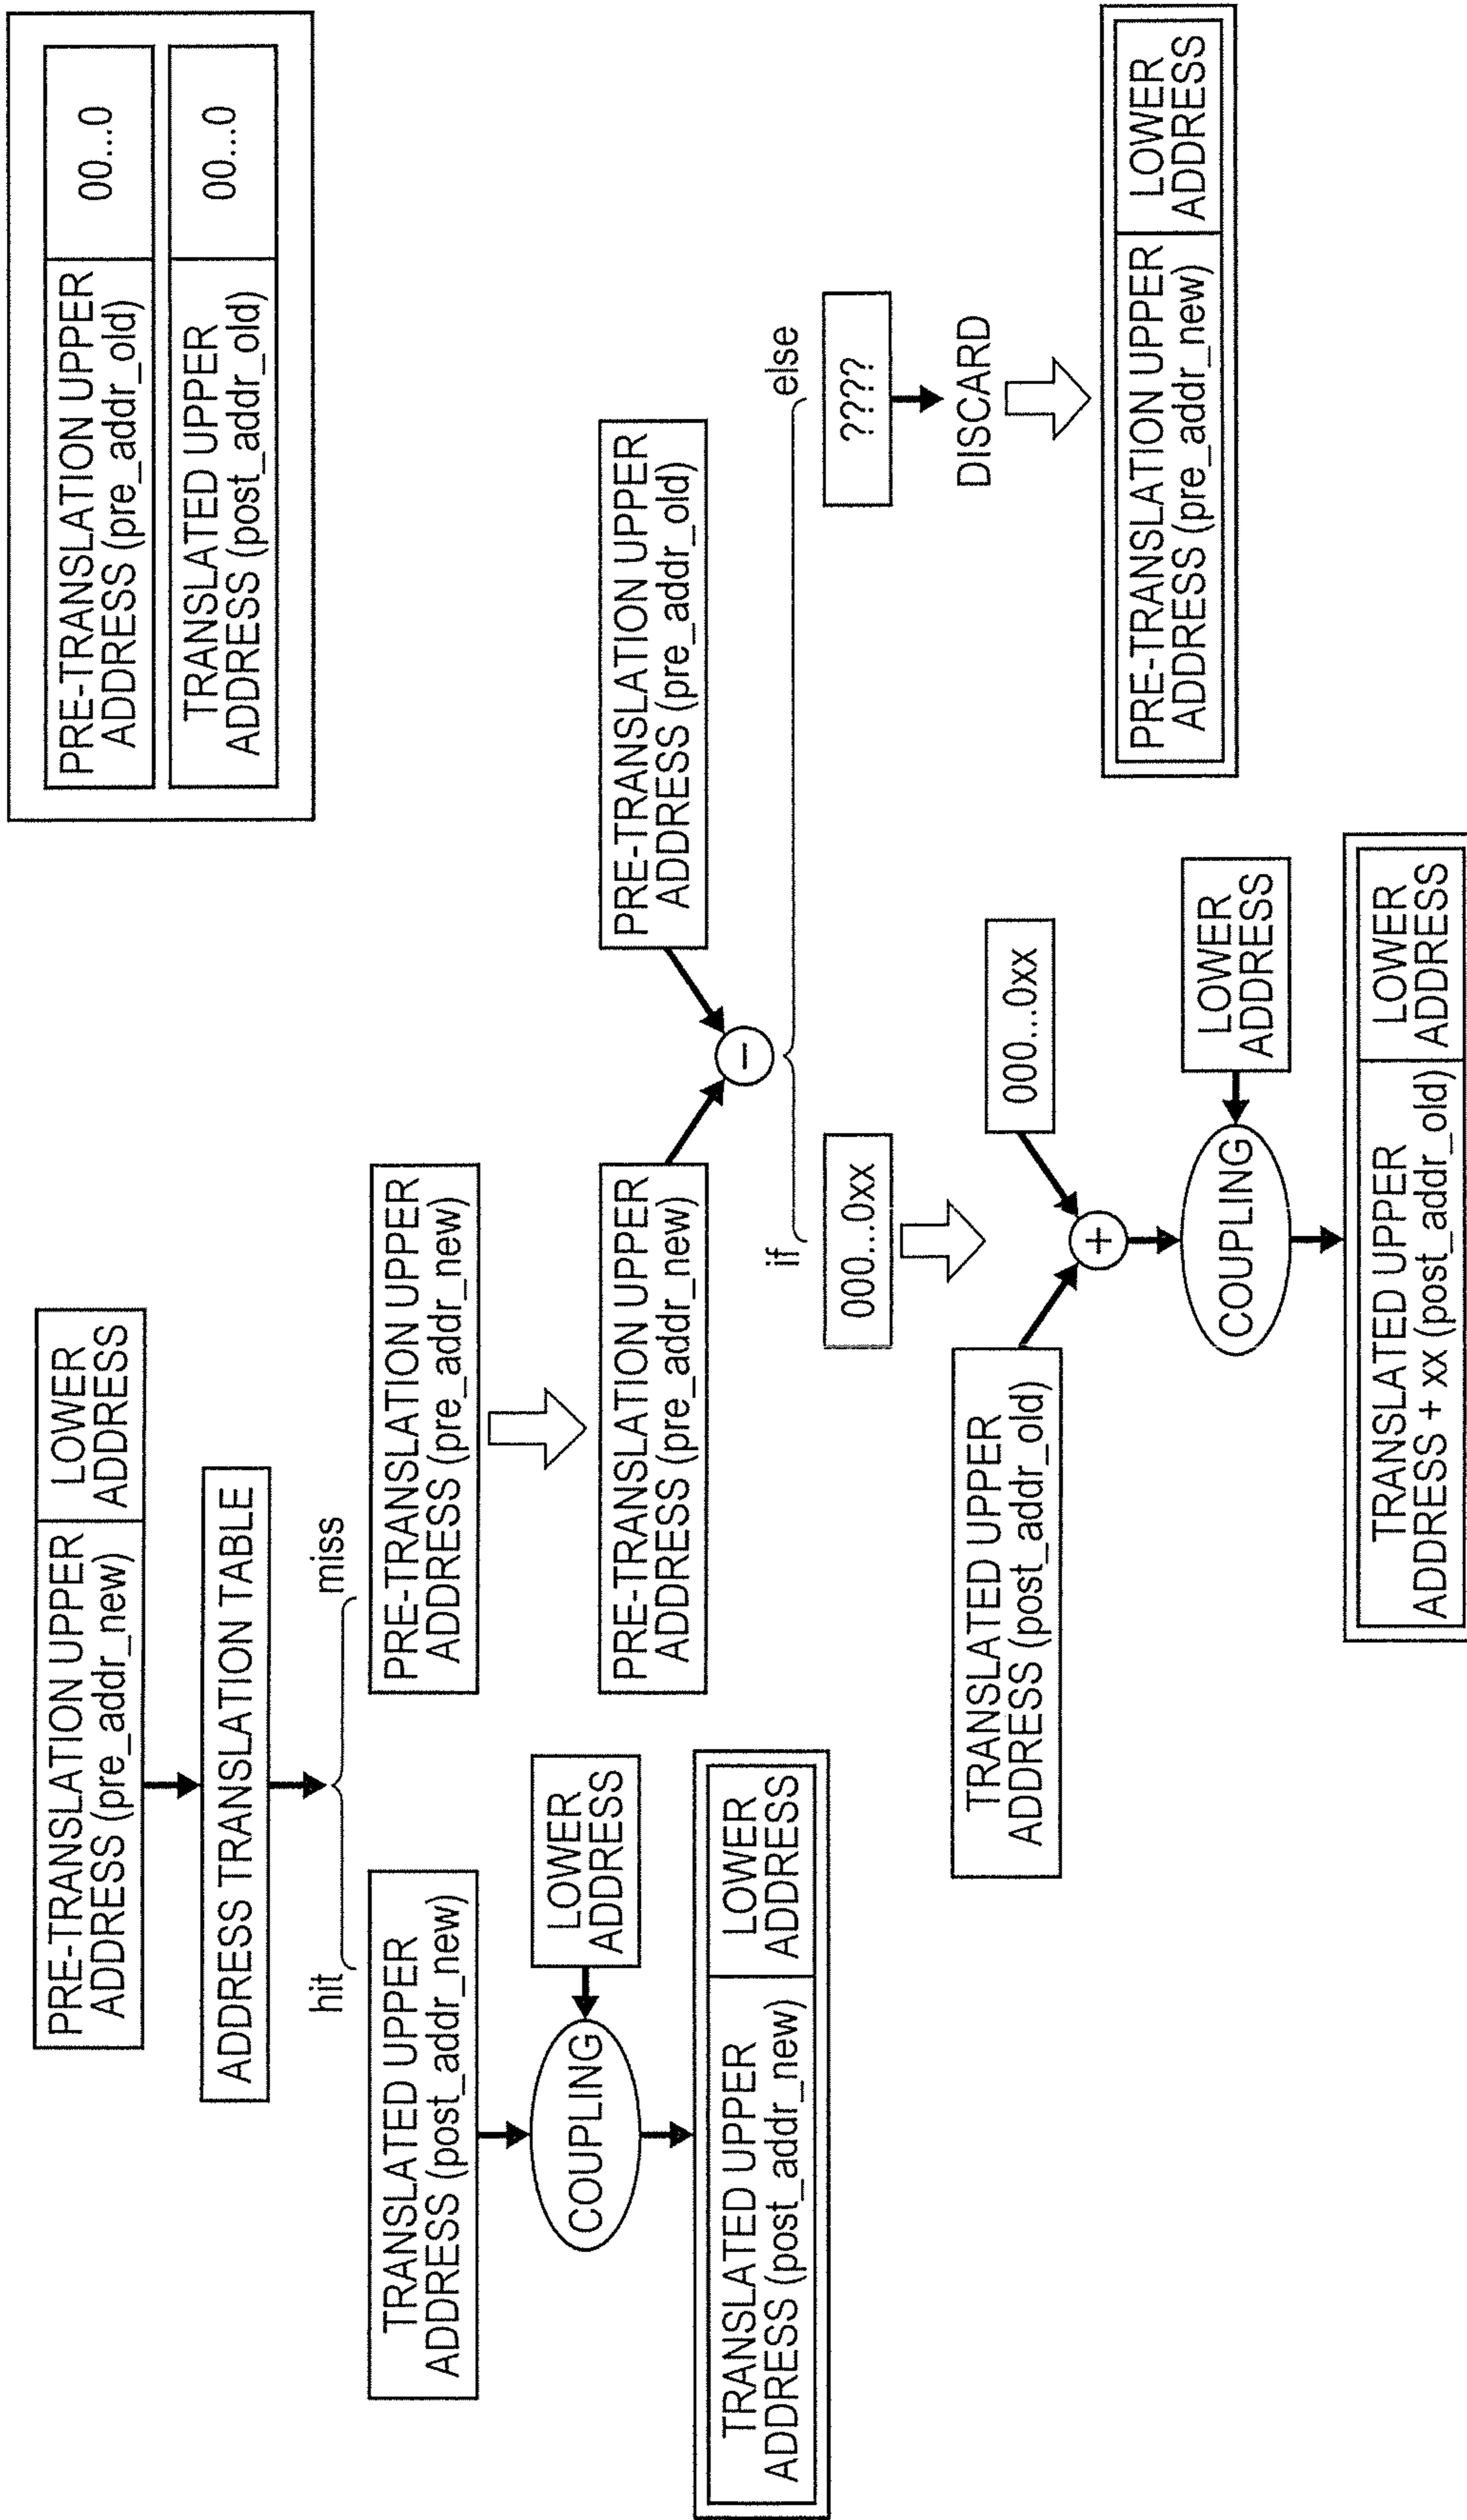 PRE-TRANSLATION UPPER
ADDRESS (pre_addr_new)
LOWER
ADDRESS
ADDRESS TRANSLATION TABLE
hit
miss
TRANSLATED UPPER
ADDRESS (post_addr_new)
LOWER
ADDRESS
COUPLING
TRANSLATED UPPER
ADDRESS (post_addr_new)
LOWER
ADDRESS
PRE-TRANSLATION UPPER
ADDRESS (pre_addr_new)
PRE-TRANSLATION UPPER
ADDRESS (pre_addr_new)
PRE-TRANSLATION UPPER
ADDRESS (pre_addr_old)
-
if
else
000...0xx
????
DISCARD
PRE-TRANSLATION UPPER
ADDRESS (pre_addr_new)
LOWER
ADDRESS
TRANSLATED UPPER
ADDRESS (post_addr_old)
000...0xx
+
COUPLING
LOWER
ADDRESS
TRANSLATED UPPER
ADDRESS + xx (post_addr_old)
LOWER
ADDRESS
PRE-TRANSLATION UPPER
ADDRESS (pre_addr_old)
00...0
TRANSLATED UPPER
ADDRESS (post_addr_old)
00...0